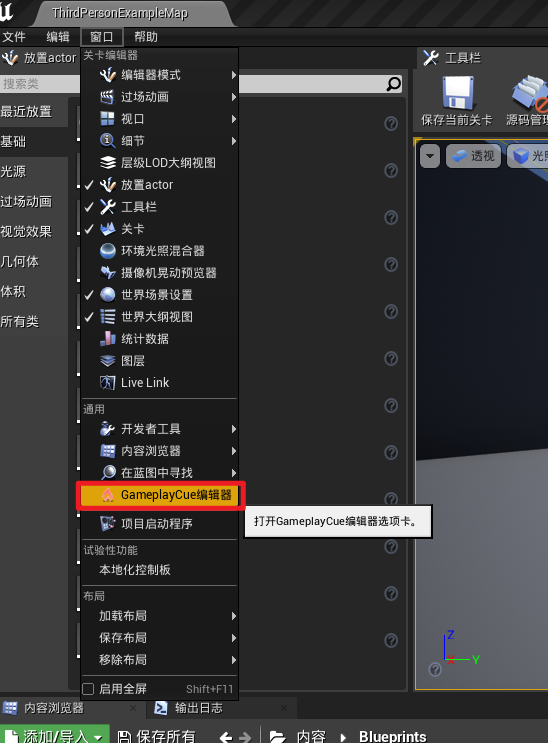 ThirdPersonExampleMap
文件 编辑 窗口 帮助
放置actor
搜索类
最近放置
基础
光源
过场动画
视觉效果
几何体
体积
所有类
关卡编辑器
编辑器模式
过场动画
视口
细节
层级LOD大纲视图
放置actor
工具栏
关卡
环境光照混合器
摄像机晃动预览器
世界场景设置
世界大纲视图
统计数据
图层
Live Link
通用
开发者工具
内容浏览器
在蓝图中寻找
GameplayCue编辑器
项目启动程序
试验性功能
本地化控制板
布局
加载布局
保存布局
移除布局
启用全屏 Shift+F11
打开GameplayCue编辑器选项卡。
工具栏
保存当前关卡 源码管理
透视 光照
Z
X Y
内容浏览器 输出日志
添加/导入 保存所有 内容 Blueprints